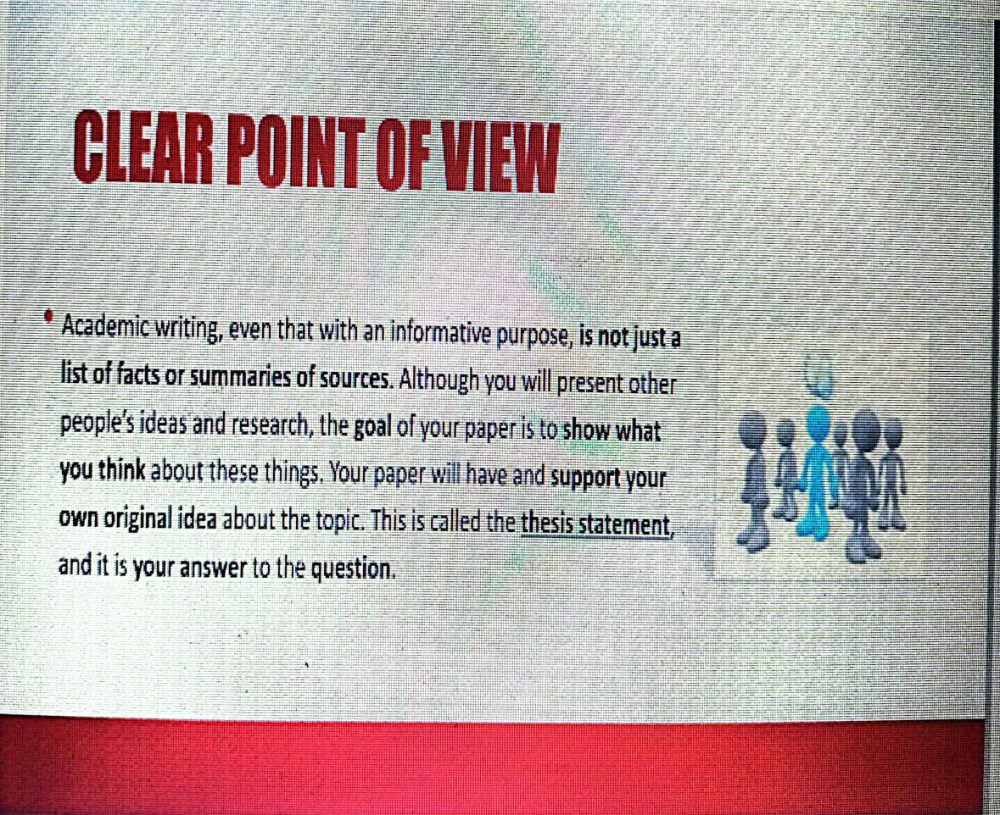 CLEAR POINT OF VIEW
• Academic writing, even that with an informative purpose, is not just a
list of facts or summaries of sources. Although you will present other
people's ideas and research, the goal of your paper is to show what
you think about these things. Your paper will have and support your
own original idea about the topic. This is called the thesis statement,
and it is your answer to the question.